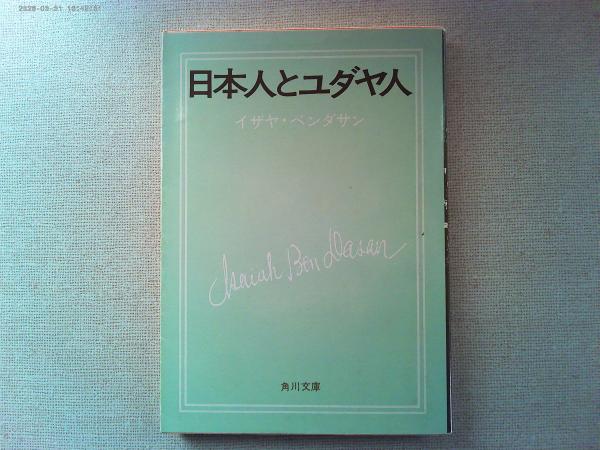 日本人とユダヤ人
イザヤ・ベンダサン
Isaiah Ben Dasan
角川文庫